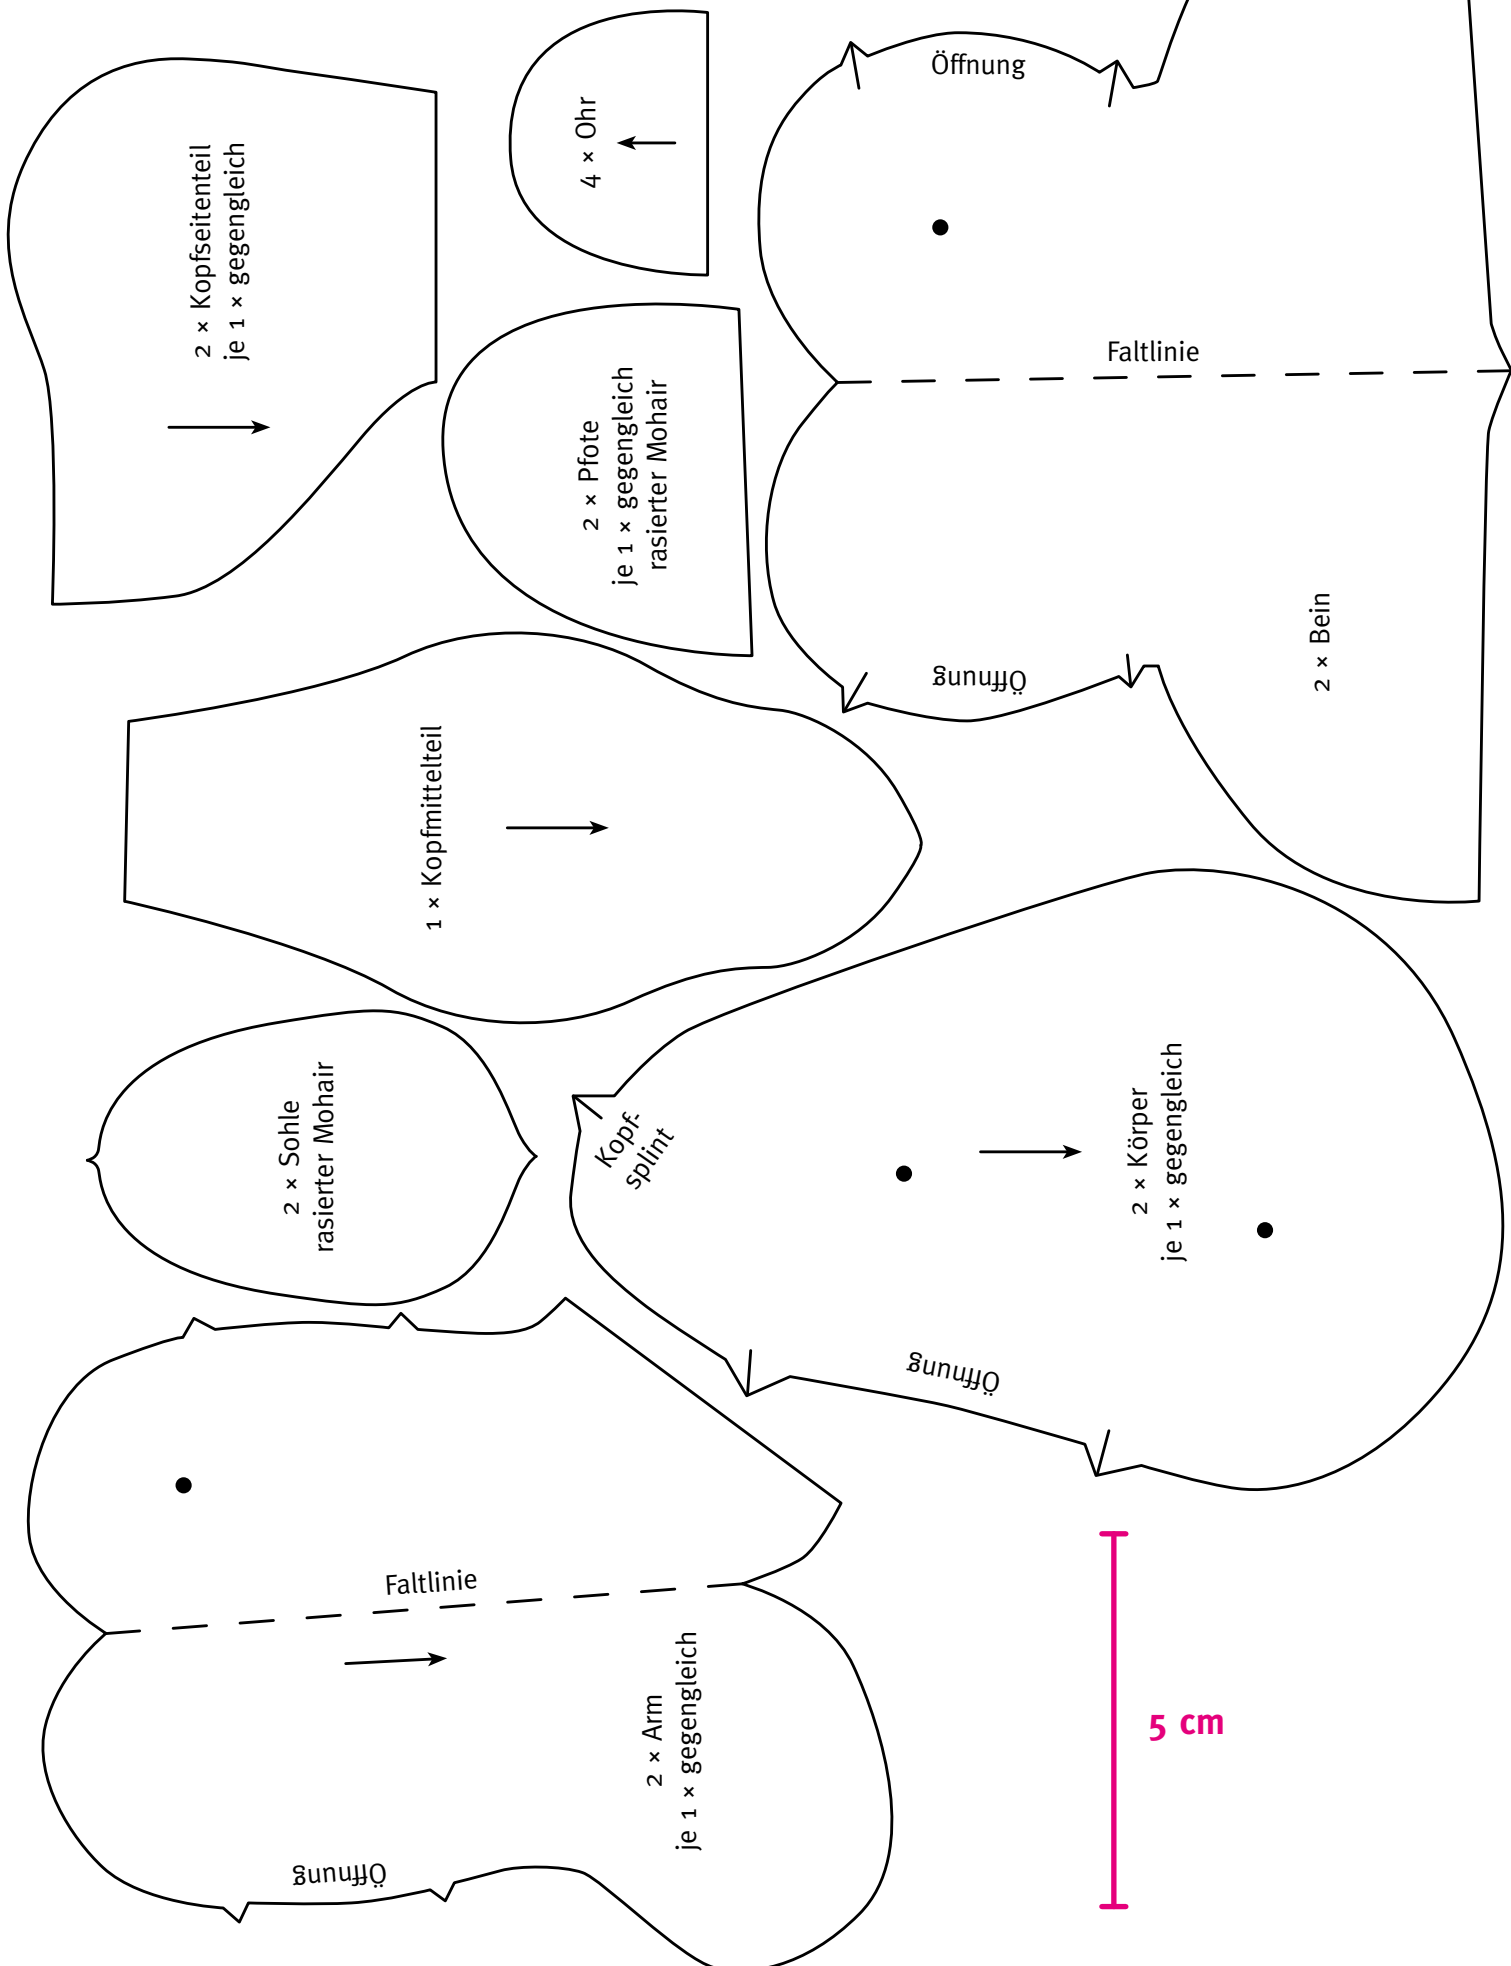 Öffnung
4 × Ohr
2 × Kopfseitenteil
je 1 × gegengleich
Faltlinie
2 × Pfote
je 1 × gegengleich
rasierter Mohair
2 × Bein
Öffnung
1 × Kopfmittelteil
2 × Sohle
rasierter Mohair
Kopf-
splint
2 × Körper
je 1 × gegengleich
Öffnung
Faltlinie
2 × Arm
je 1 × gegengleich
5 cm
Öffnung